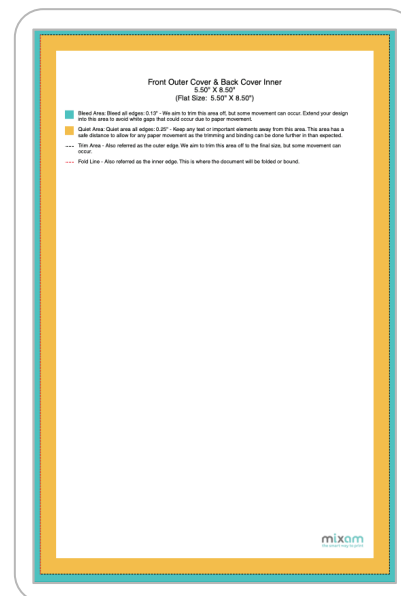 Front Outer Cover & Back Cover Inner
5.50" X 8.50"
(Flat Size: 5.50" X 8.50")
Bleed Area: Bleed all edges: 0.13" - We aim to trim this area off, but some movement can occur. Extend your design
into this area to avoid white gaps that could occur due to paper movement.
Quiet Area: Quiet area all edges: 0.25" - Keep any text or important elements away from this area. This area has a
safe distance to allow for any paper movement as the trimming and binding can be done further in than expected.
Trim Area - Also referred as the outer edge. We aim to trim this area off to the final size, but some movement can
occur.
Fold Line - Also referred as the inner edge. This is where the document will be folded or bound.
mixam
the smart way to print